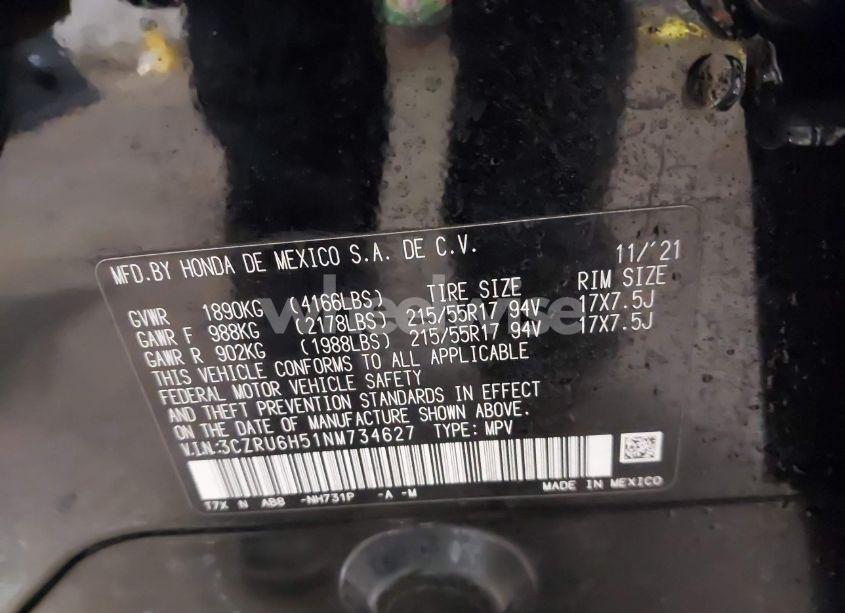 MFD.BY HONDA DE MEXICO S.A. DE C.V. 11/'21
TIRE SIZE RIM SIZE
GVWR 1890KG (4166LBS)
GAWR F 988KG (2178LBS) 215/55R17 94V 17X7.5J
GAWR R 902KG (1988LBS) 215/55R17 94V 17X7.5J
THIS VEHICLE CONFORMS TO ALL APPLICABLE
FEDERAL MOTOR VEHICLE SAFETY
AND THEFT PREVENTION STANDARDS IN EFFECT
ON THE DATE OF MANUFACTURE SHOWN ABOVE.
V.I.N.:3CZRU6H51NM734627 TYPE: MPV
T7X N AB8 -NH731P -A -M MADE IN MEXICO